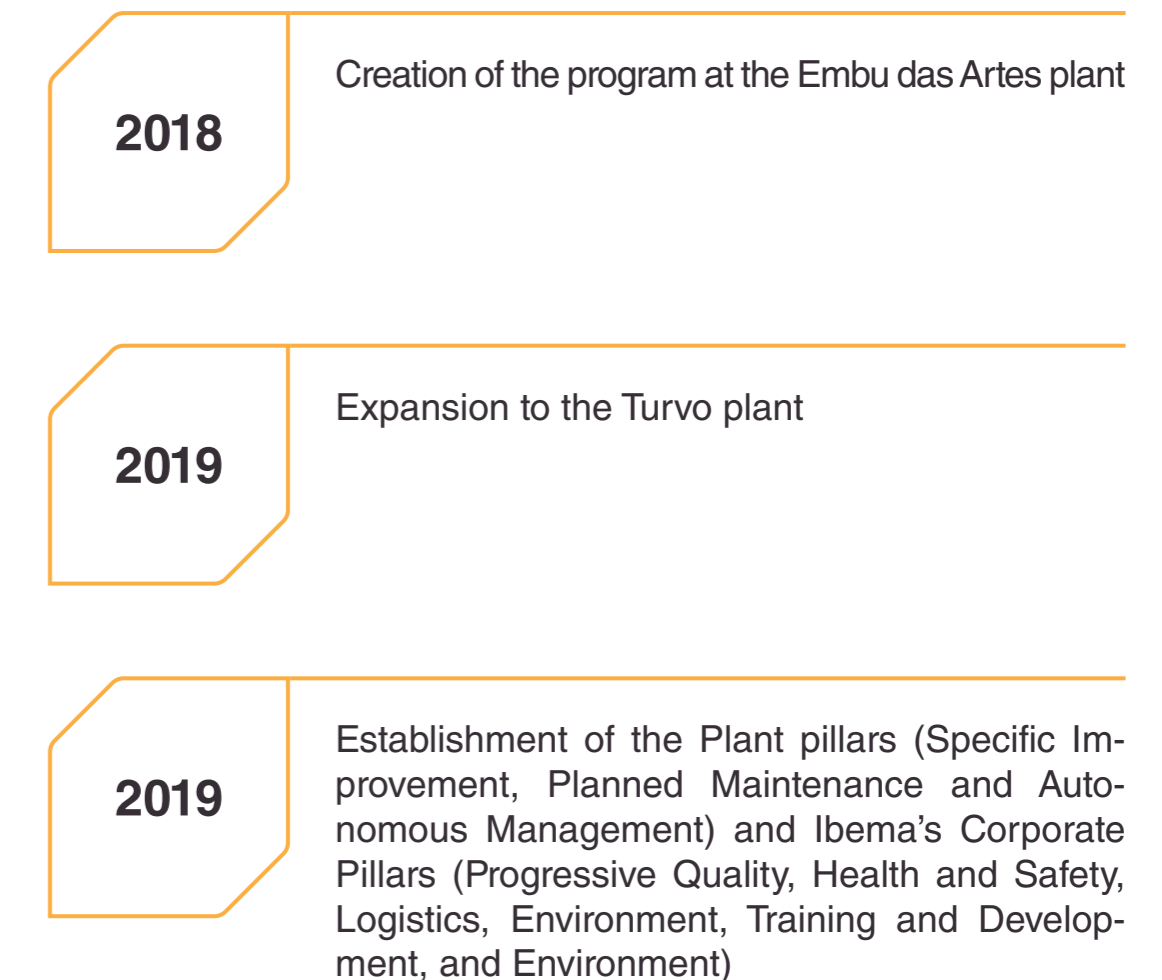 2018
Creation of the program at the Embu das Artes plant
2019
Expansion to the Turvo plant
2019
Establishment of the Plant pillars (Specific Im-
provement, Planned Maintenance and Auto-
nomous Management) and Ibema's Corporate
Pillars (Progressive Quality, Health and Safety,
Logistics, Environment, Training and Develop-
ment, and Environment)